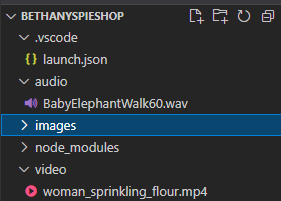 BETHANYSPIESHOP
.vscode
{} launch.json
audio
BabyElephantWalk60.wav
images
node_modules
video
woman_sprinkling_flour.mp4